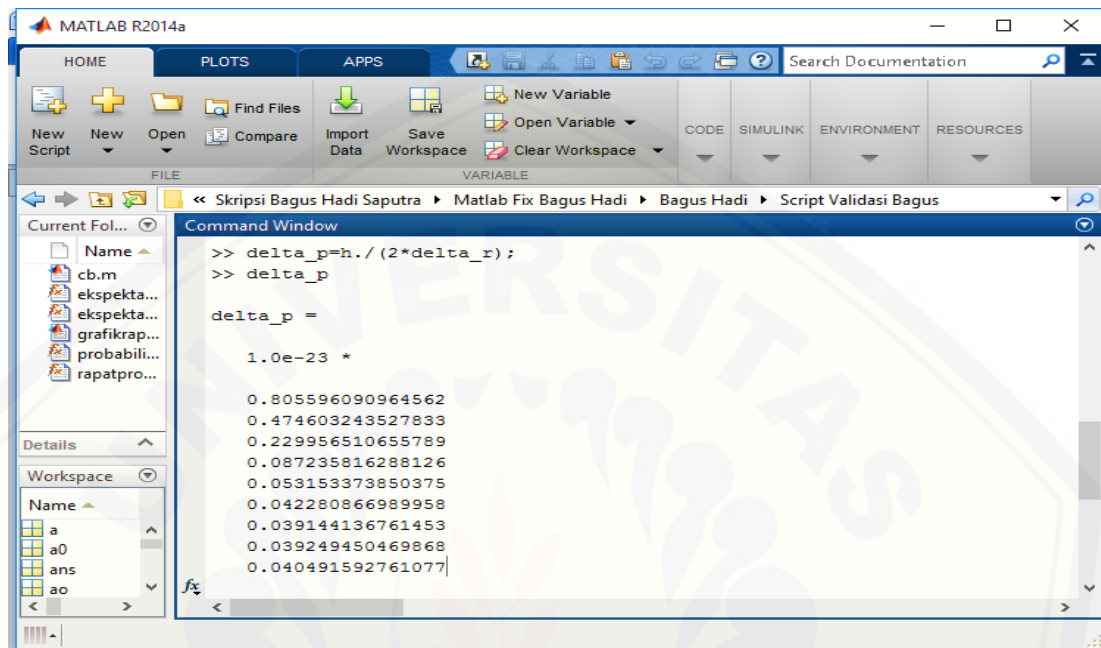 MATLAB R2014a
HOME PLOTS APPS Search Documentation
New Script
New
Open
Find Files
Compare
Import Data
Save Workspace
New Variable
Open Variable
Clear Workspace
CODE SIMULINK ENVIRONMENT RESOURCES
FILE VARIABLE
« Skripsi Bagus Hadi Saputra Matlab Fix Bagus Hadi Bagus Hadi Script Validasi Bagus
Current Fol...
Name
cb.m
ekspekta...
ekspekta...
grafikrap...
probabili...
rapatpro...
Details
Workspace
Name
a
a0
ans
ao
Command Window
>> delta_p=h./(2*delta_r);
>> delta_p
delta_p =
1.0e-23 *
0.805596090964562
0.474603243527833
0.229956510655789
0.087235816288126
0.053153373850375
0.042280866989958
0.039144136761453
0.039249450469868
0.040491592761077
fx
UNIVERSITAS